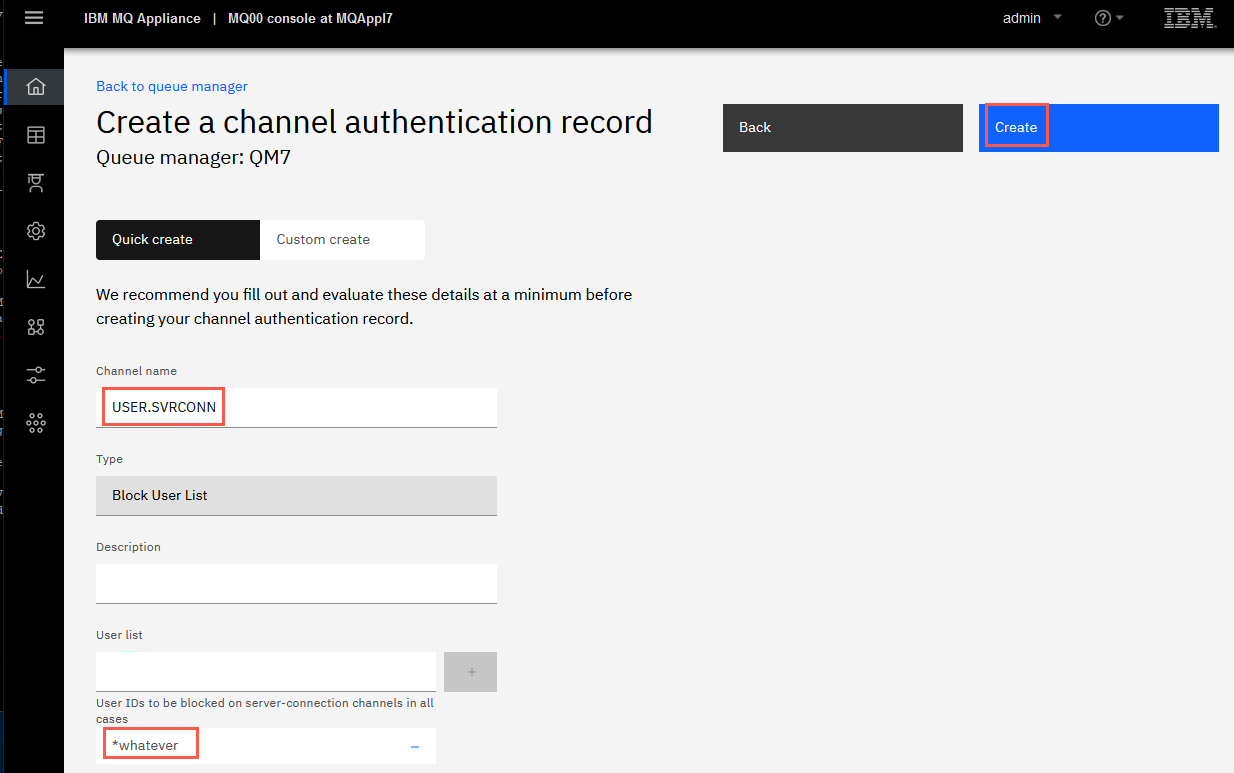 IBM MQ Appliance | MQ00 console at MQAppl7
admin
IBM
Back to queue manager
Create a channel authentication record
Queue manager: QM7
Back
Create
Quick create
Custom create
We recommend you fill out and evaluate these details at a minimum before
creating your channel authentication record.
Channel name
USER.SVRCONN
Type
Block User List
Description
User list
+
User IDs to be blocked on server-connection channels in all
cases
*whatever
–